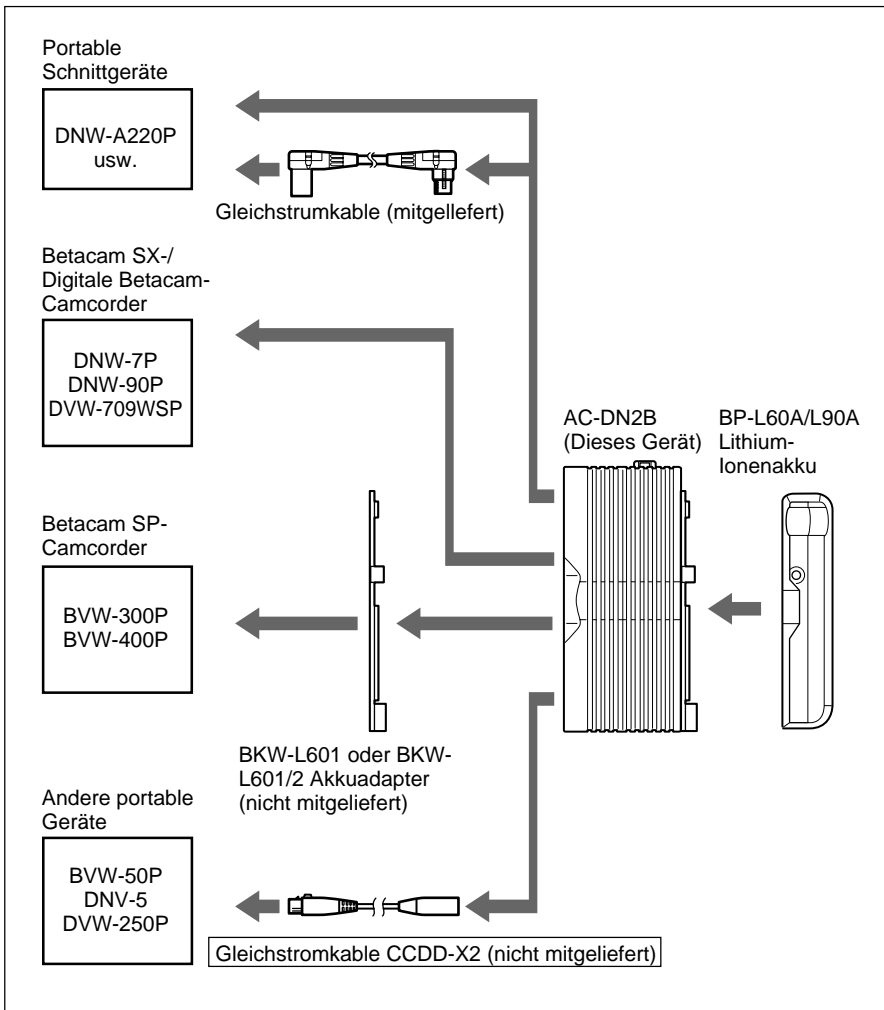 Portable
Schnittgeräte
DNW-A220P
usw.
Gleichstrumkable (mitgellefert)
Betacam SX-/
Digitale Betacam-
Camcorder
DNW-7P
DNW-90P
DVW-709WSP
AC-DN2B
(Dieses Gerät)
BP-L60A/L90A
Lithium-
Ionenakku
Betacam SP-
Camcorder
BVW-300P
BVW-400P
BKW-L601 oder BKW-
L601/2 Akkuadapter
(nicht mitgeliefert)
Andere portable
Geräte
BVW-50P
DNV-5
DVW-250P
Gleichstromkable CCDD-X2 (nicht mitgeliefert)